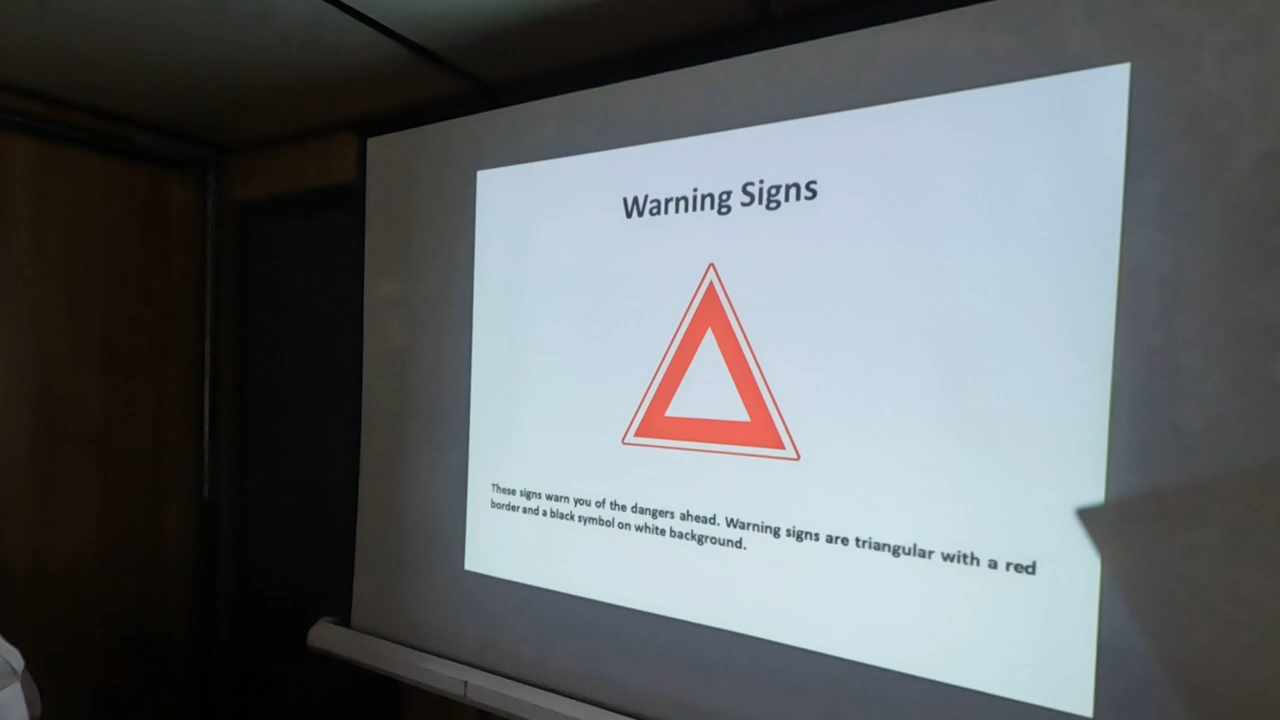 Warning Signs
These signs warn you of the dangers ahead. Warning signs are triangular with a red
border and a black symbol on white background.